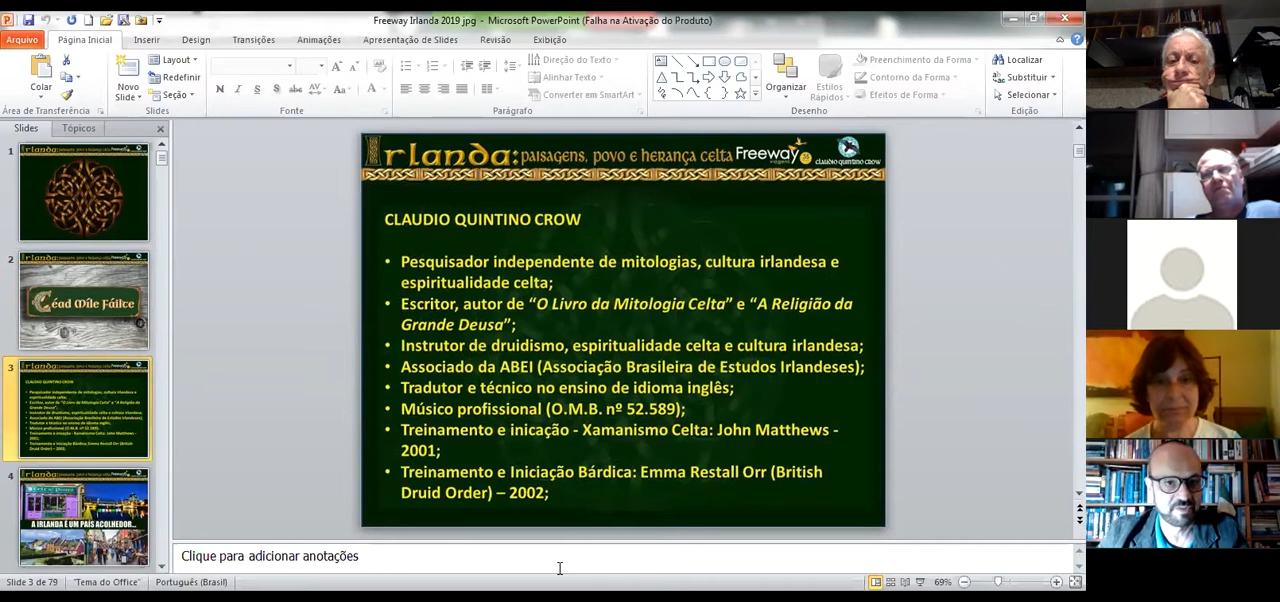 Freeway Irlanda 2019 jpg - Microsoft PowerPoint (Falha na Ativação do Produto)
Arquivo Página Inicial Inserir Design Transições Animações Apresentação de Slides Revisão Exibição
Colar
Novo Slide
Layout
Redefinir
Seção
N I S S abc AV Aa A
Direção do Texto
Alinhar Texto
Converter em SmartArt
Organizar
Estilos Rápidos
Preenchimento da Forma
Contorno da Forma
Efeitos de Forma
Localizar
Substituir
Selecionar
Área de Transferência Slides Fonte Parágrafo Desenho Edição
Slides Tópicos
1
2
Céad Míle Fáilte
3
4
A IRLANDA É UM PAÍS ACOLHEDOR...
Irlanda: paisagens, povo e herança celta Freeway viagens CLAUDIO QUINTINO CROW
CLAUDIO QUINTINO CROW
• Pesquisador independente de mitologias, cultura irlandesa e
espiritualidade celta;
• Escritor, autor de “O Livro da Mitologia Celta” e “A Religião da
Grande Deusa”;
• Instrutor de druidismo, espiritualidade celta e cultura irlandesa;
• Associado da ABEI (Associação Brasileira de Estudos Irlandeses);
• Tradutor e técnico no ensino de idioma inglês;
• Músico profissional (O.M.B. nº 52.589);
• Treinamento e inicação - Xamanismo Celta: John Matthews -
2001;
• Treinamento e Iniciação Bárdica: Emma Restall Orr (British
Druid Order) – 2002;
Clique para adicionar anotações
Slide 3 de 79 "Tema do Office" Português (Brasil) 69%